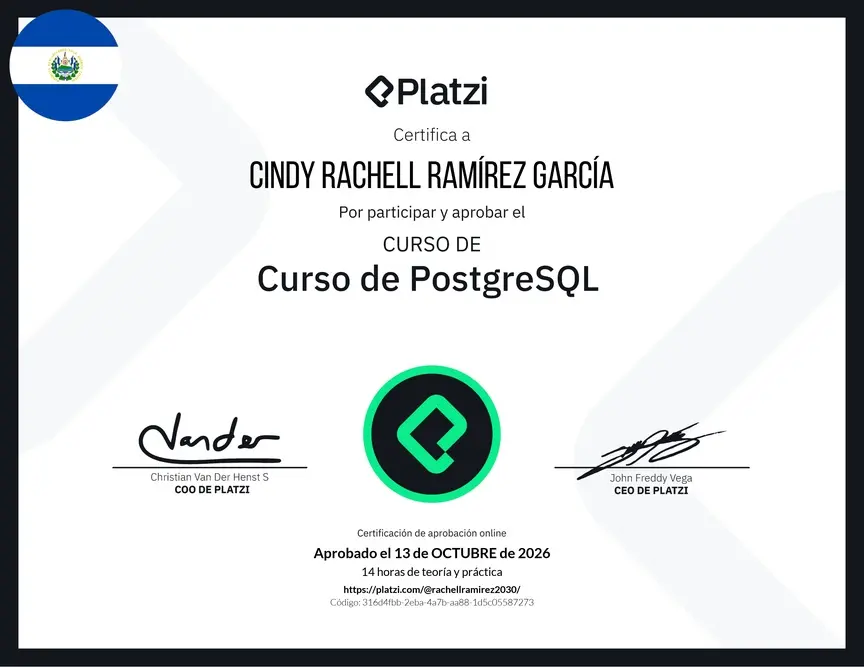 Platzi
Certifica a
CINDY RACHELL RAMÍREZ GARCÍA
Por participar y aprobar el
CURSO DE
Curso de PostgreSQL
Vander
Christian Van Der Henst S
COO DE PLATZI
John Freddy Vega
CEO DE PLATZI
Certificación de aprobación online
Aprobado el 13 de OCTUBRE de 2026
14 horas de teoría y práctica
https://platzi.com/@rachellramirez2030/
Código: 316d4fbb-2eba-4a7b-aa88-1d5c05587273